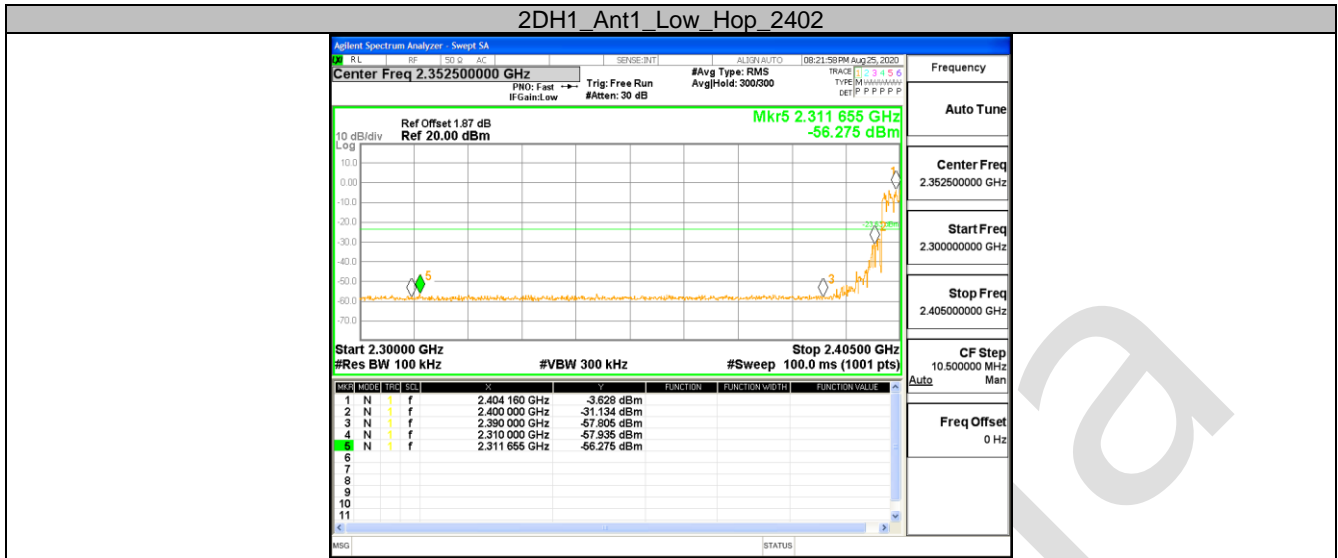 2DH1_Ant1_Low_Hop_2402
Agilent Spectrum Analyzer - Swept SA
RL RF 50 Ω AC SENSE:INT ALIGN AUTO 08:21:58 PM Aug 25, 2020
Center Freq 2.352500000 GHz
PNO: Fast
IFGain:Low
Trig: Free Run
#Atten: 30 dB
#Avg Type: RMS
Avg|Hold: 300/300
TRACE 1 2 3 4 5 6
TYPE M
DET P P P P P P
Ref Offset 1.87 dB
10 dB/div Ref 20.00 dBm
Log
Mkr5 2.311 655 GHz
-56.275 dBm
10.0
0.00
-10.0
-20.0
-30.0
-40.0
-50.0
-60.0
-70.0
1
2
3
5
Start 2.30000 GHz Stop 2.40500 GHz
#Res BW 100 kHz #VBW 300 kHz #Sweep 100.0 ms (1001 pts)
MKR MODE TRC SCL X Y FUNCTION FUNCTION WIDTH FUNCTION VALUE
1 N 1 f 2.404 160 GHz -3.628 dBm
2 N 1 f 2.400 000 GHz -31.134 dBm
3 N 1 f 2.390 000 GHz -57.805 dBm
4 N 1 f 2.310 000 GHz -57.935 dBm
5 N 1 f 2.311 655 GHz -56.275 dBm
6
7
8
9
10
11
MSG STATUS
Frequency
Auto Tune
Center Freq
2.352500000 GHz
Start Freq
2.300000000 GHz
Stop Freq
2.405000000 GHz
CF Step
10.500000 MHz
Auto Man
Freq Offset
0 Hz